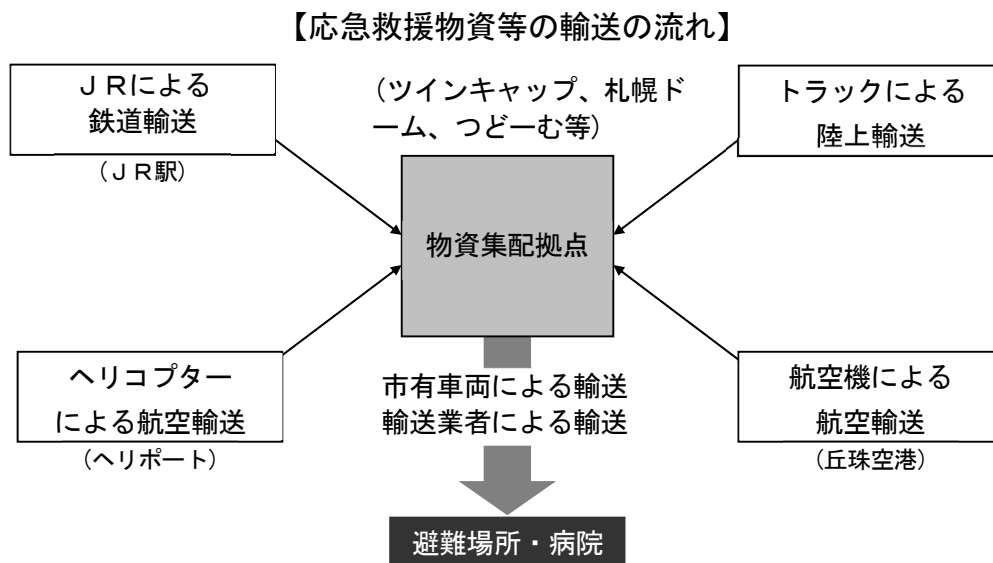 【応急救援物資等の輸送の流れ】
ＪＲによる
鉄道輸送
（ＪＲ駅）
（ツインキャップ、札幌ド
ーム、つどーむ等）
トラックによる
陸上輸送
物資集配拠点
ヘリコプター
による航空輸送
（ヘリポート）
市有車両による輸送
輸送業者による輸送
航空機による
航空輸送
（丘珠空港）
避難場所・病院